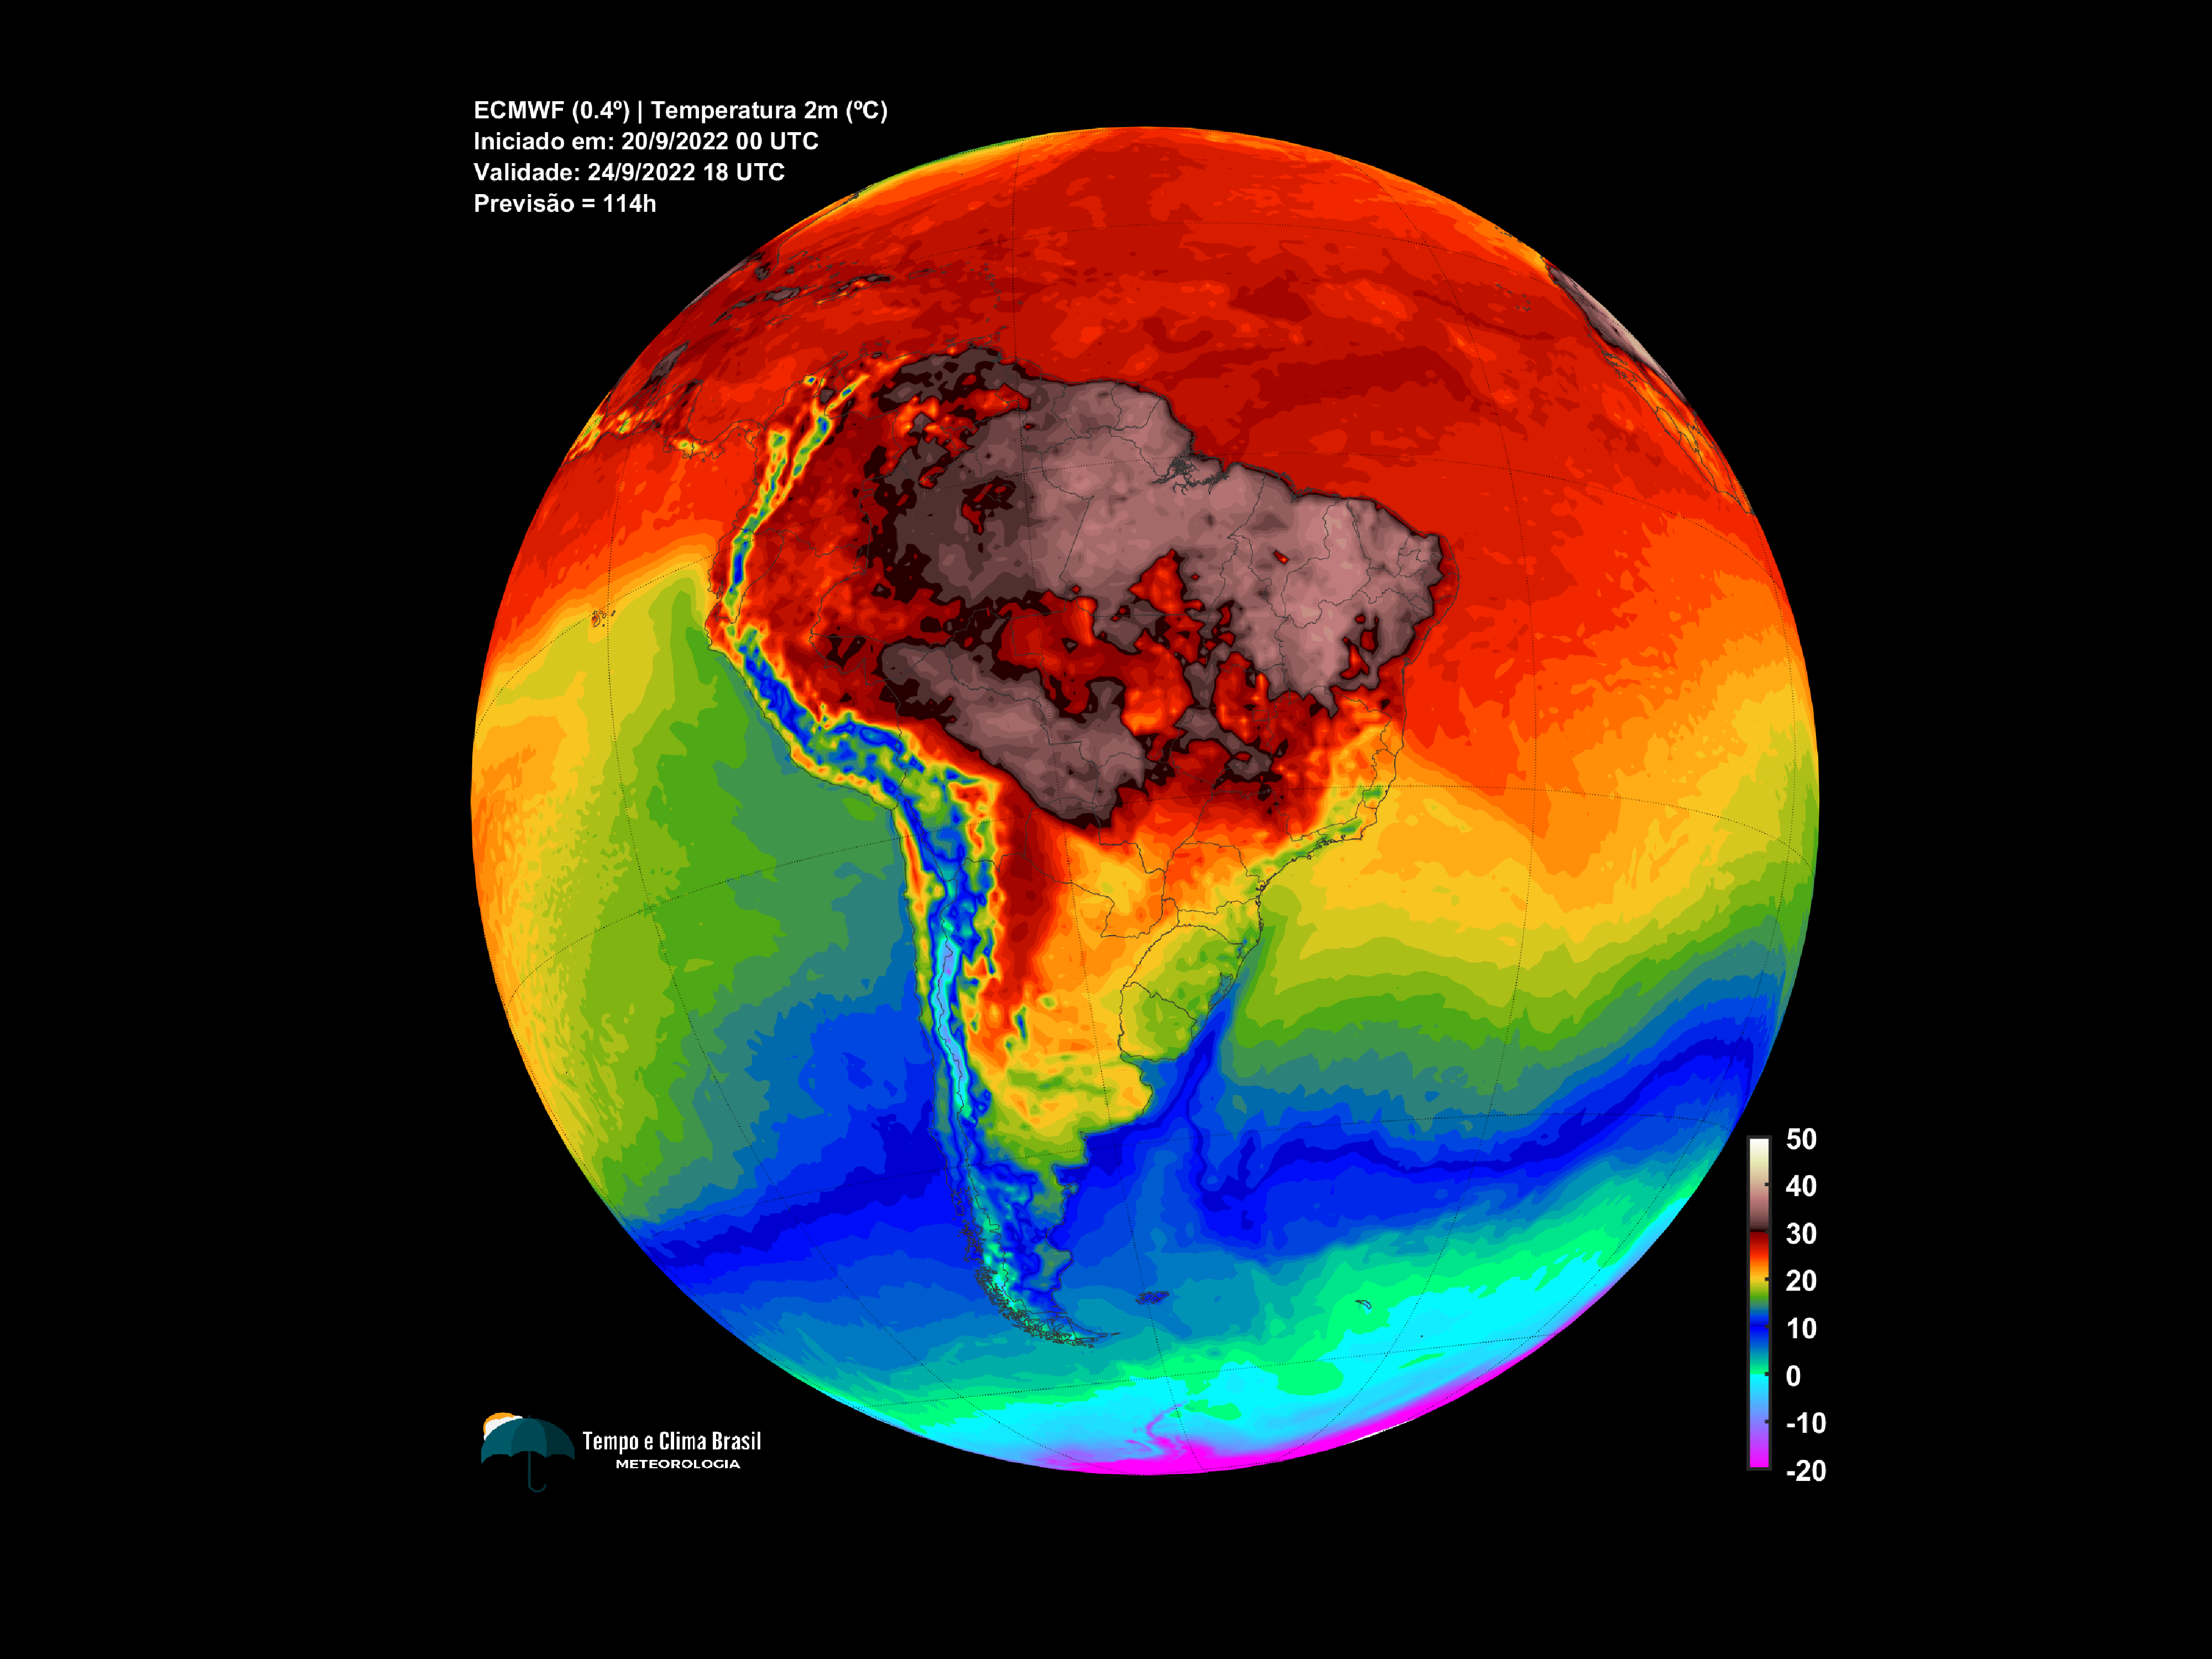 ECMWF (0.4º) | Temperatura 2m (ºC)
Iniciado em: 20/9/2022 00 UTC
Validade: 24/9/2022 18 UTC
Previsão = 114h
50
40
30
20
10
0
-10
-20
Tempo e Clima Brasil
METEOROLOGIA